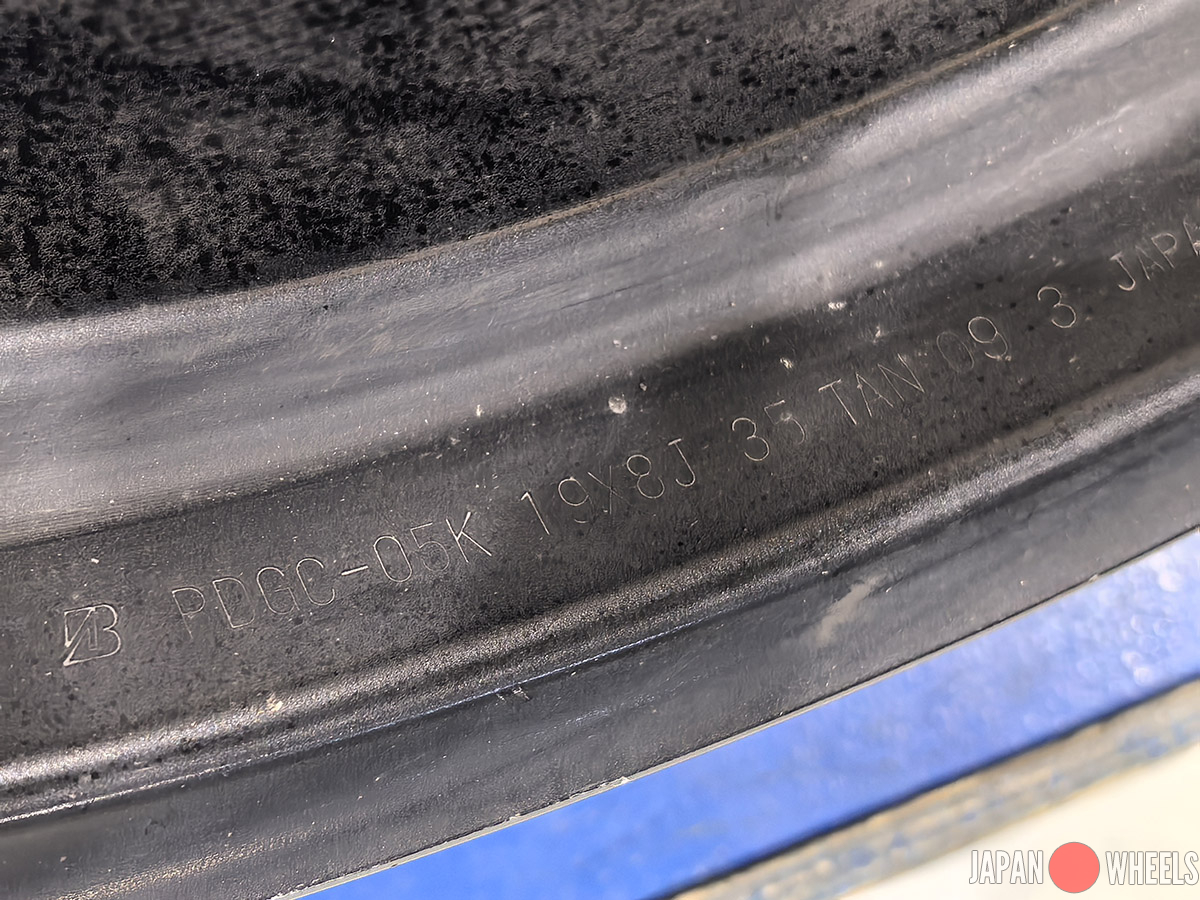 B PDGC-05K 19X8J 35 TAN 09 3 JAPA
JAPAN WHEELS